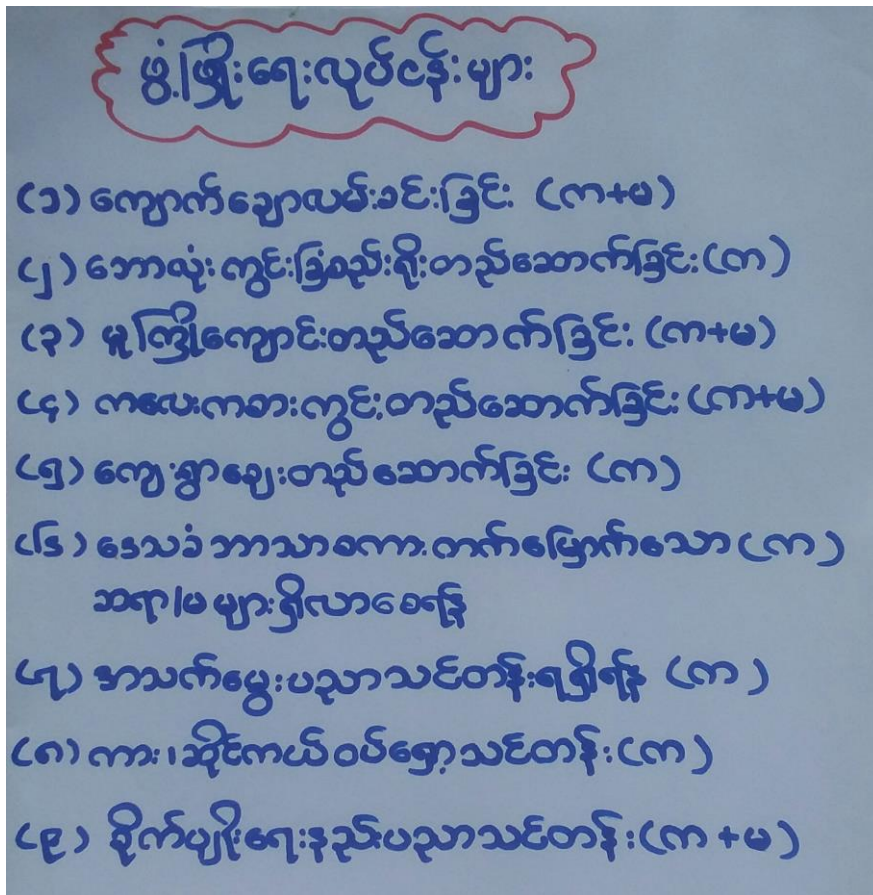 ဖွံ့ဖြိုးရေးလုပ်ငန်းများ
(၁) ကျောက်ချောလမ်းခင်းခြင်း (က+မ)
(၂) ဘောလုံးကွင်းခြံစည်းရိုးတည်ဆောက်ခြင်း (က)
(၃) မူကြိုကျောင်းတည်ဆောက်ခြင်း (က+မ)
(၄) ကလေးကစားကွင်းတည်ဆောက်ခြင်း (က+မ)
(၅) ကျေးရွာဈေးတည်ဆောက်ခြင်း (က)
(၆) ဒေသခံဘာသာစကားတတ်မြောက်သော (က)
ဆရာ/မများရှိလာစေရန်
(၇) အသက်မွေးပညာသင်တန်းရရှိရန် (က)
(၈) ကား၊ဆိုင်ကယ်ဝပ်ရှော့သင်တန်း (က)
(၉) စိုက်ပျိုးရေးနည်းပညာသင်တန်း (က+မ)